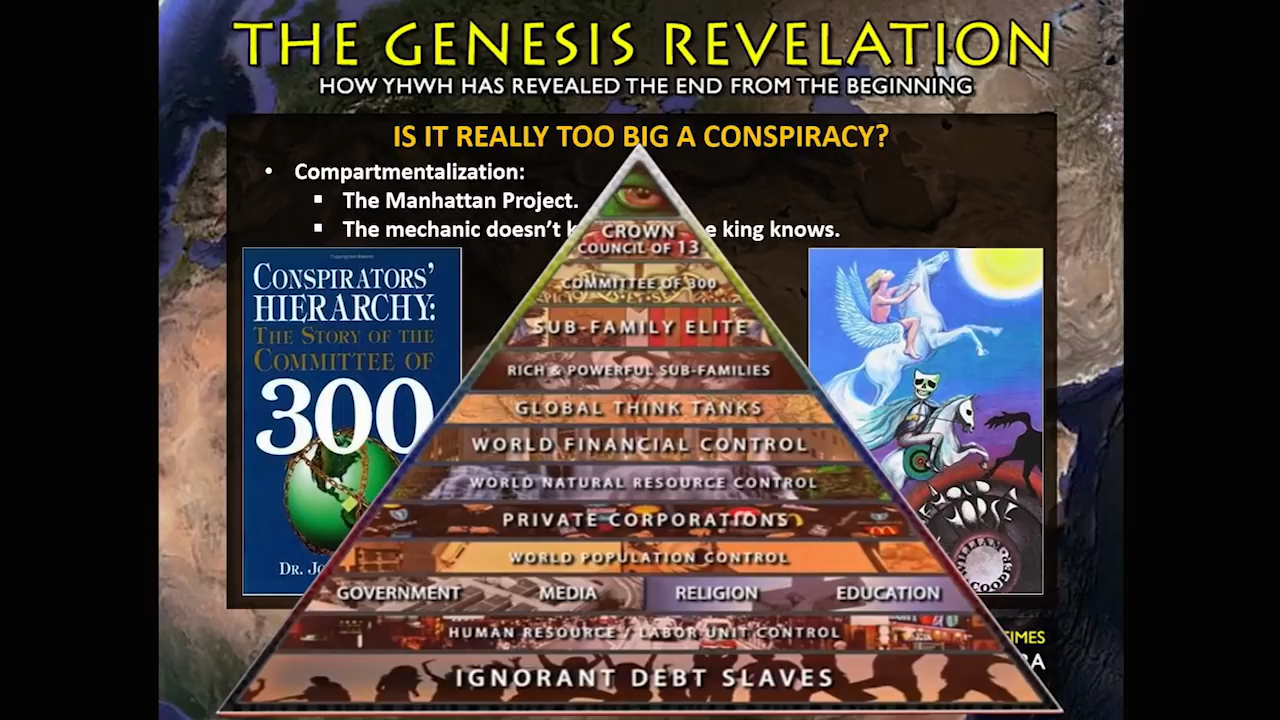 THE GENESIS REVELATION
HOW YHWH HAS REVEALED THE END FROM THE BEGINNING
IS IT REALLY TOO BIG A CONSPIRACY?
• Compartmentalization:
▪ The Manhattan Project.
▪ The mechanic doesn't king knows.
CONSPIRATORS'
HIERARCHY:
THE STORY OF THE
COMMITTEE OF
300
DR.
CROWN
COUNCIL OF 13
COMMITTEE OF 300
SUB-FAMILY ELITE
RICH & POWERFUL SUB-FAMILIES
GLOBAL THINK TANKS
WORLD FINANCIAL CONTROL
WORLD NATURAL RESOURCE CONTROL
PRIVATE CORPORATIONS
WORLD POPULATION CONTROL
GOVERNMENT MEDIA RELIGION EDUCATION
HUMAN RESOURCE / LABOR UNIT CONTROL
IGNORANT DEBT SLAVES
WILLIAM
TIMES